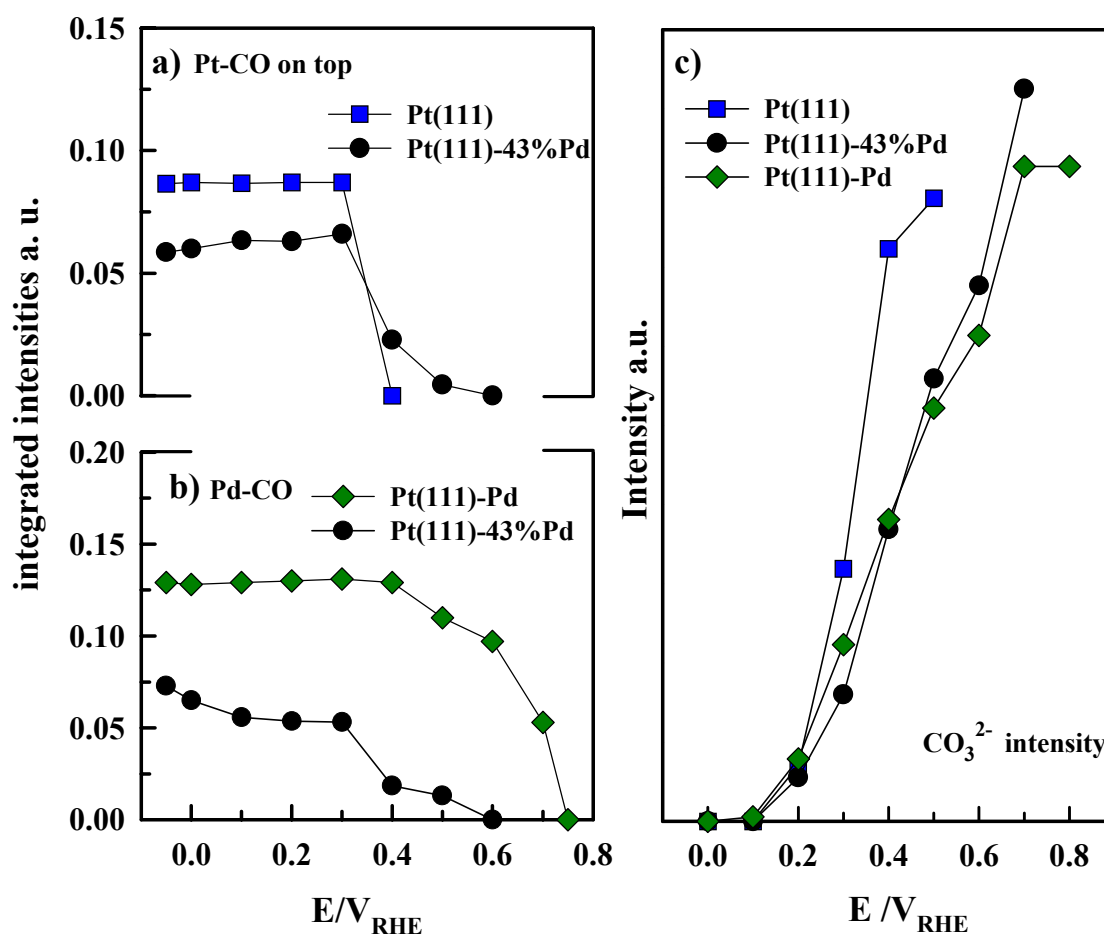 integrated intensities a. u.
0.15
0.10
0.05
0.00
a) Pt-CO on top
Pt(111)
Pt(111)-43%Pd
0.20
0.15
0.10
0.05
0.00
b) Pd-CO
Pt(111)-Pd
Pt(111)-43%Pd
0.0 0.2 0.4 0.6 0.8
E/V_RHE
Intensity a.u.
c)
Pt(111)
Pt(111)-43%Pd
Pt(111)-Pd
CO₃²⁻ intensity
0.0 0.2 0.4 0.6 0.8
E /V_RHE